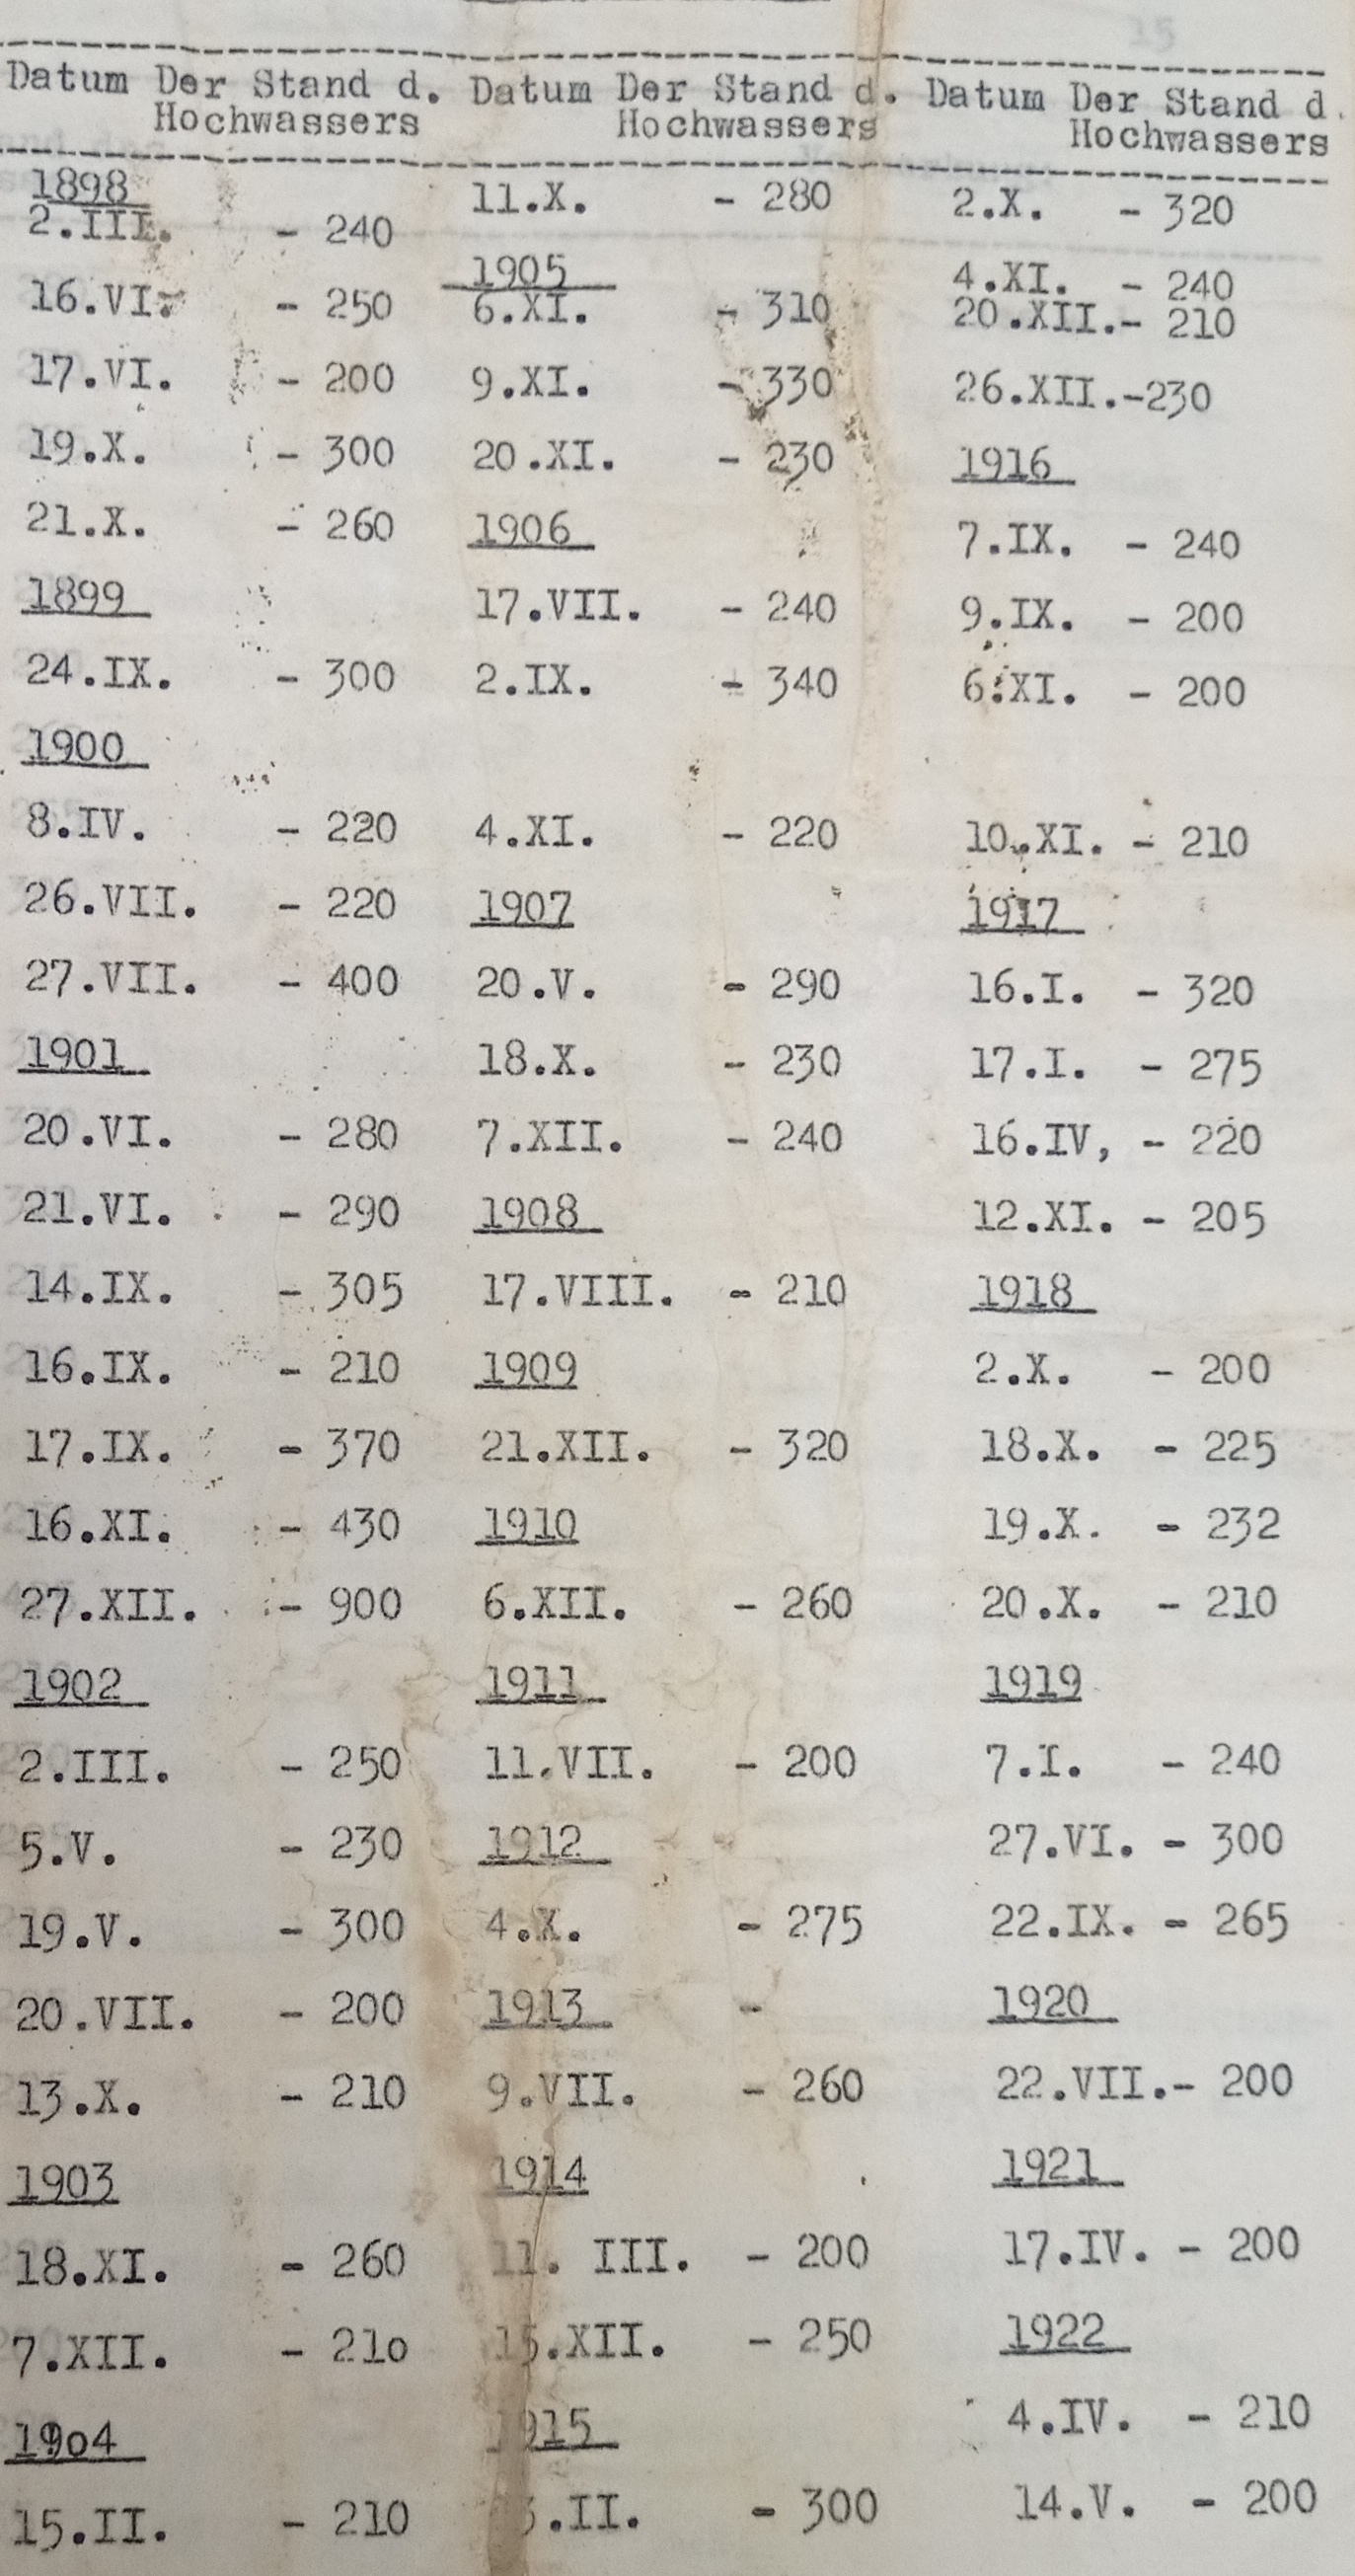 Datum Der Stand d. Hochwassers
1898
2.III. - 240
16.VI. - 250
17.VI. - 200
19.X. - 300
21.X. - 260
1899
24.IX. - 300
1900
8.IV. - 220
26.VII. - 220
27.VII. - 400
1901
20.VI. - 280
21.VI. - 290
14.IX. - 305
16.IX. - 210
17.IX. - 370
16.XI. - 430
27.XII. - 900
1902
2.III. - 250
5.V. - 230
19.V. - 300
20.VII. - 200
13.X. - 210
1903
18.XI. - 260
7.XII. - 21o
19o4
15.II. - 210
Datum Der Stand d. Hochwassers
11.X. - 280
1905
6.XI. - 310
9.XI. - 330
20.XI. - 230
1906
17.VII. - 240
2.IX. - 340
4.XI. - 220
1907
20.V. - 290
18.X. - 230
7.XII. - 240
1908
17.VIII. - 210
1909
21.XII. - 320
1910
6.XII. - 260
1911
11.VII. - 200
1912
4.X. - 275
1913 -
9.VII. - 260
1914
11. III. - 200
15.XII. - 250
1915
3.II. - 300
Datum Der Stand d. Hochwassers
2.X. - 320
4.XI. - 240
20.XII.- 210
26.XII.-230
1916
7.IX. - 240
9.IX. - 200
6.XI. - 200
10.XI. - 210
1917
16.I. - 320
17.I. - 275
16.IV, - 220
12.XI. - 205
1918
2.X. - 200
18.X. - 225
19.X. - 232
20.X. - 210
1919
7.I. - 240
27.VI. - 300
22.IX. - 265
1920
22.VII.- 200
1921
17.IV. - 200
1922
4.IV. - 210
14.V. - 200